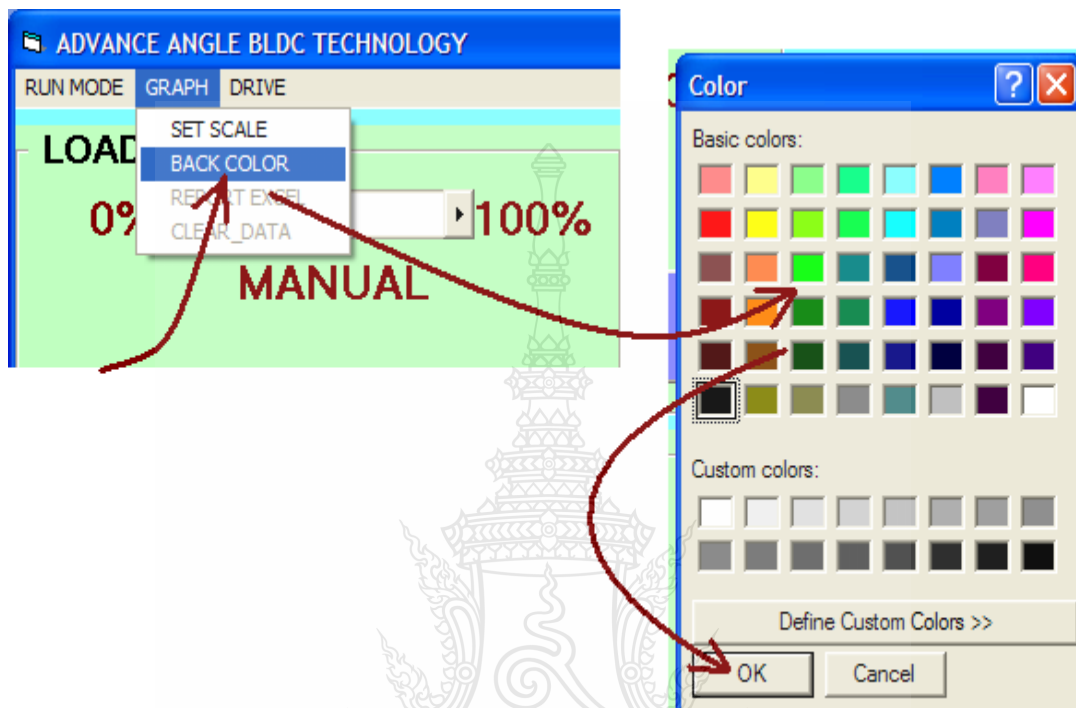 ADVANCE ANGLE BLDC TECHNOLOGY
RUN MODE GRAPH DRIVE
SET SCALE
BACK COLOR
REPORT EXCEL
CLEAR_DATA
LOAD
0% 100%
MANUAL
Color
Basic colors:
Custom colors:
Define Custom Colors >>
OK Cancel